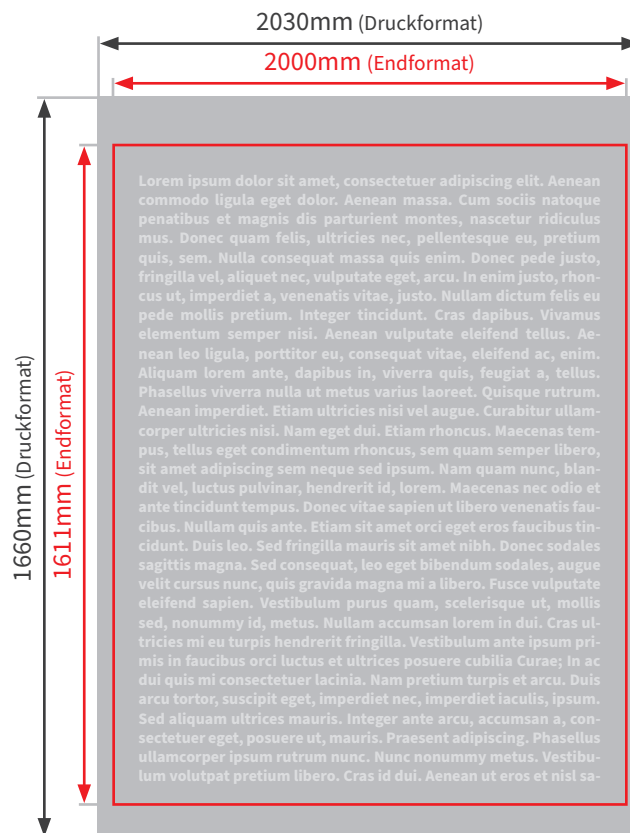 2030mm (Druckformat)
2000mm (Endformat)
1660mm (Druckformat)
1611mm (Endformat)
Lorem ipsum dolor sit amet, consectetuer adipiscing elit. Aenean
commodo ligula eget dolor. Aenean massa. Cum sociis natoque
penatibus et magnis dis parturient montes, nascetur ridiculus
mus. Donec quam felis, ultricies nec, pellentesque eu, pretium
quis, sem. Nulla consequat massa quis enim. Donec pede justo,
fringilla vel, aliquet nec, vulputate eget, arcu. In enim justo, rhon-
cus ut, imperdiet a, venenatis vitae, justo. Nullam dictum felis eu
pede mollis pretium. Integer tincidunt. Cras dapibus. Vivamus
elementum semper nisi. Aenean vulputate eleifend tellus. Ae-
nean leo ligula, porttitor eu, consequat vitae, eleifend ac, enim.
Aliquam lorem ante, dapibus in, viverra quis, feugiat a, tellus.
Phasellus viverra nulla ut metus varius laoreet. Quisque rutrum.
Aenean imperdiet. Etiam ultricies nisi vel augue. Curabitur ullam-
corper ultricies nisi. Nam eget dui. Etiam rhoncus. Maecenas tem-
pus, tellus eget condimentum rhoncus, sem quam semper libero,
sit amet adipiscing sem neque sed ipsum. Nam quam nunc, blan-
dit vel, luctus pulvinar, hendrerit id, lorem. Maecenas nec odio et
ante tincidunt tempus. Donec vitae sapien ut libero venenatis fau-
cibus. Nullam quis ante. Etiam sit amet orci eget eros faucibus tin-
cidunt. Duis leo. Sed fringilla mauris sit amet nibh. Donec sodales
sagittis magna. Sed consequat, leo eget bibendum sodales, augue
velit cursus nunc, quis gravida magna mi a libero. Fusce vulputate
eleifend sapien. Vestibulum purus quam, scelerisque ut, mollis
sed, nonummy id, metus. Nullam accumsan lorem in dui. Cras ul-
tricies mi eu turpis hendrerit fringilla. Vestibulum ante ipsum pri-
mis in faucibus orci luctus et ultrices posuere cubilia Curae; In ac
dui quis mi consectetuer lacinia. Nam pretium turpis et arcu. Duis
arcu tortor, suscipit eget, imperdiet nec, imperdiet iaculis, ipsum.
Sed aliquam ultrices mauris. Integer ante arcu, accumsan a, con-
sectetuer eget, posuere ut, mauris. Praesent adipiscing. Phasellus
ullamcorper ipsum rutrum nunc. Nunc nonummy metus. Vestibu-
lum volutpat pretium libero. Cras id dui. Aenean ut eros et nisl sa-